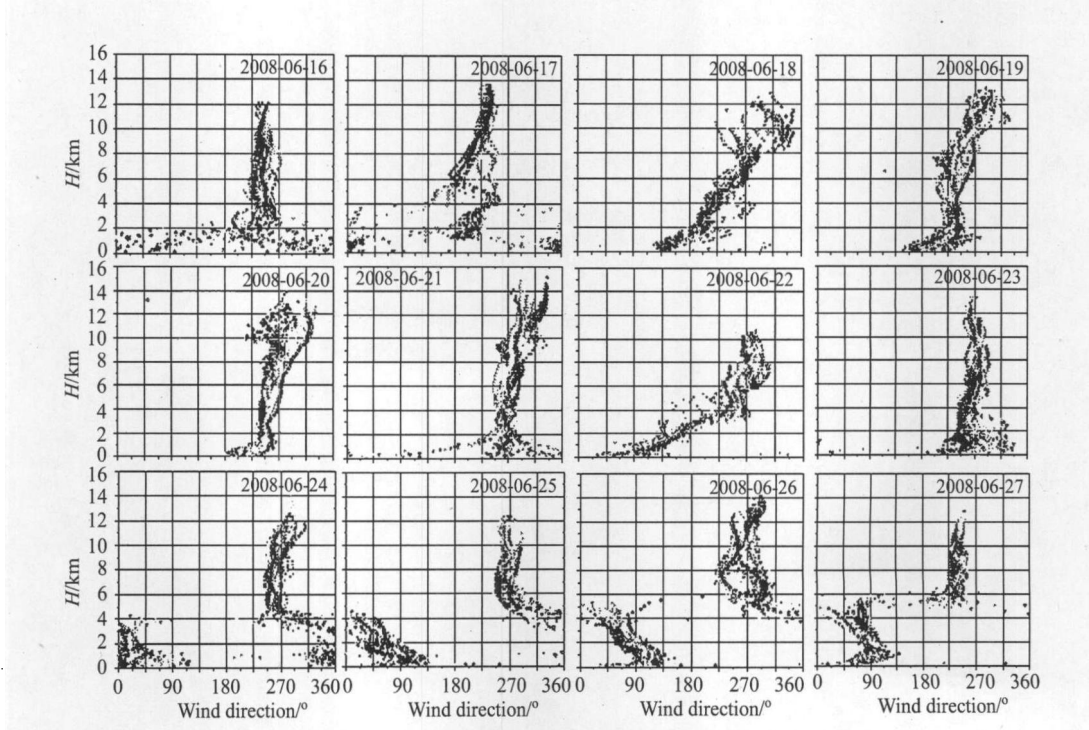 16 14 12 10 8 6 4 2 0
H//km
2008-06-16
2008-06-17
2008-06-18
2008-06-19
16 14 12 10 8 6 4 2 0
H//km
2008-06-20
2008-06-21
2008-06-22
2008-06-23
16 14 12 10 8 6 4 2 0
H//km
2008-06-24
2008-06-25
2008-06-26
2008-06-27
0 90 180 270 360
0 90 180 270 360
0 90 180 270 360
0 90 180 270 360
Wind direction/°
Wind direction/°
Wind direction/°
Wind direction/°